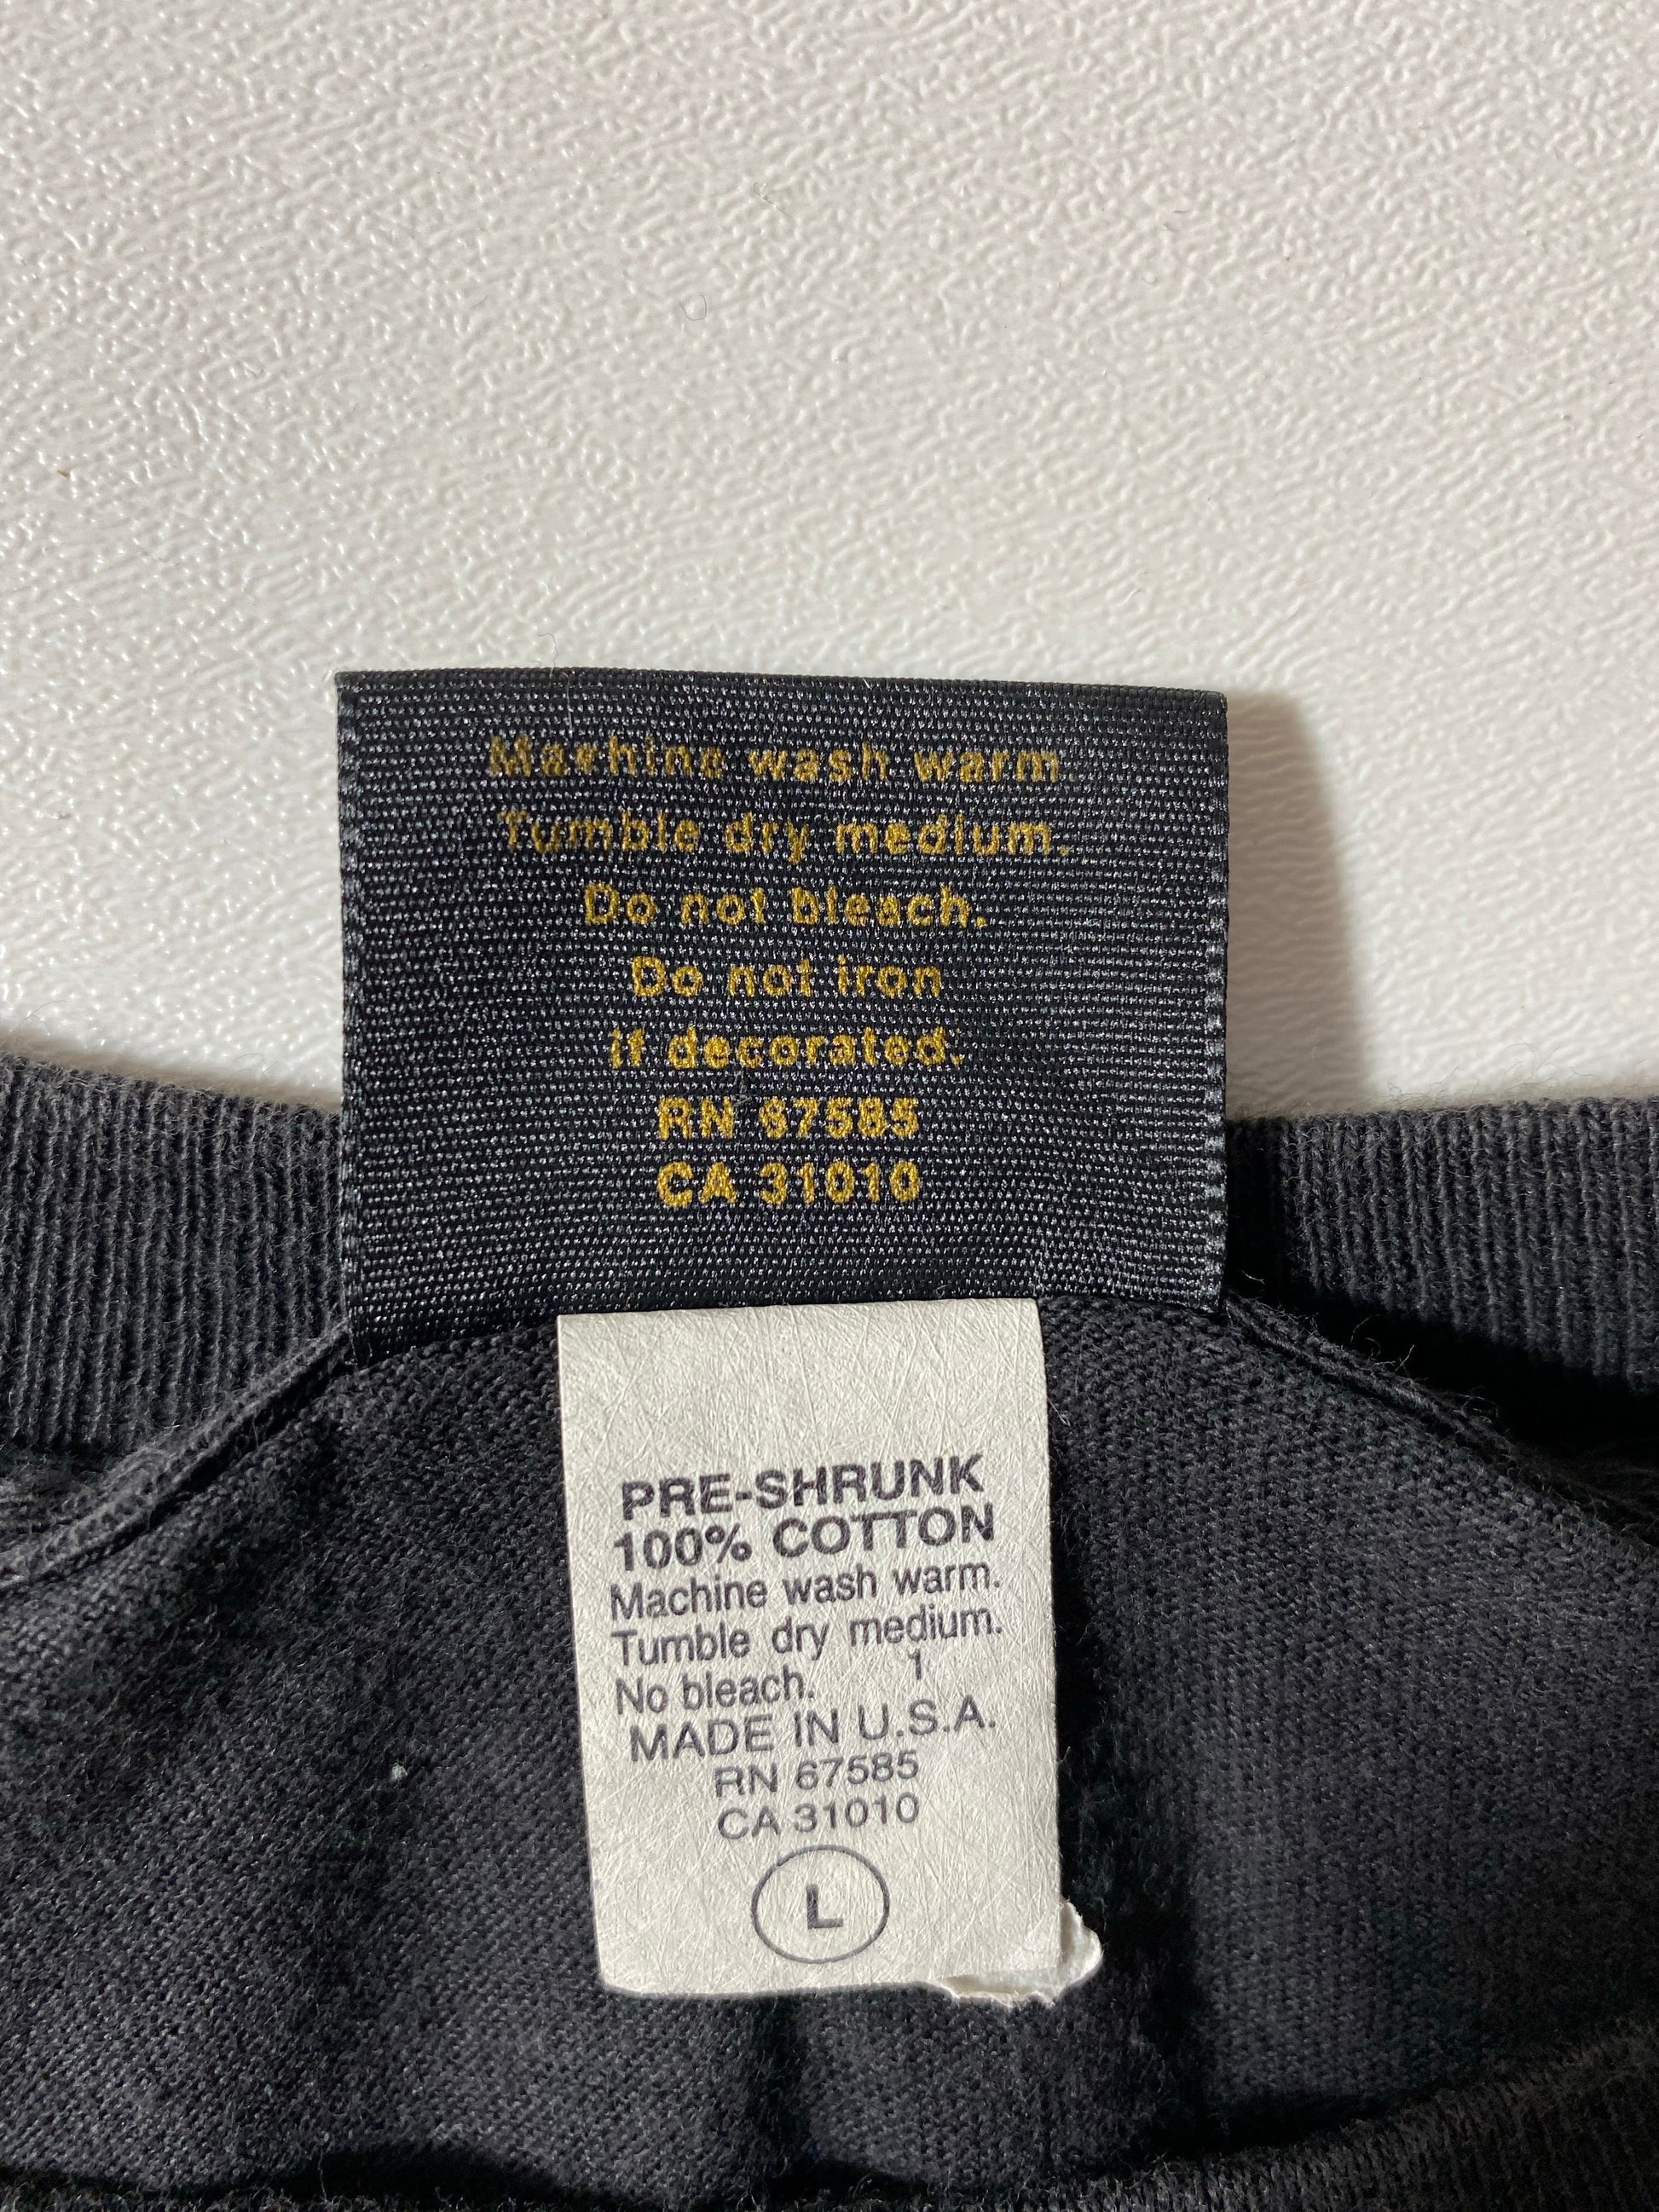 Machine wash warm
Tumble dry medium.
Do not bleach.
Do not iron
if decorated.
RN 67585
CA 31010
PRE-SHRUNK
100% COTTON
Machine wash warm.
Tumble dry medium.
No bleach. 1
MADE IN U.S.A.
RN 67585
CA 31010
L